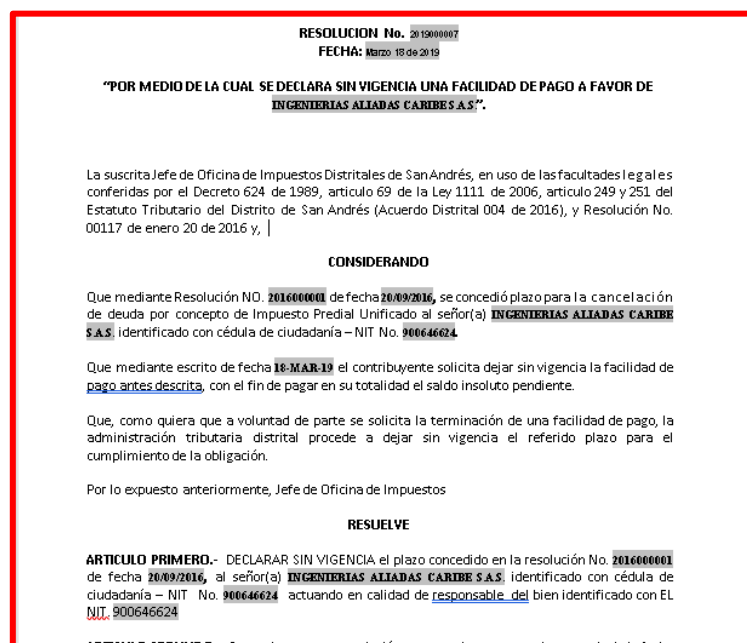 RESOLUCION No. 2019000007
FECHA: Marzo 18 de 2019
“POR MEDIO DE LA CUAL SE DECLARA SIN VIGENCIA UNA FACILIDAD DE PAGO A FAVOR DE
INGENIERIAS ALIADAS CARIBE S.A.S.”.
La suscrita Jefe de Oficina de Impuestos Distritales de San Andrés, en uso de las facultades legales
conferidas por el Decreto 624 de 1989, articulo 69 de la Ley 1111 de 2006, articulo 249 y 251 del
Estatuto Tributario del Distrito de San Andrés (Acuerdo Distrital 004 de 2016), y Resolución No.
00117 de enero 20 de 2016 y,
CONSIDERANDO
Que mediante Resolución NO. 2016000001 de fecha 20/09/2016, se concedió plazo para la cancelación
de deuda por concepto de Impuesto Predial Unificado al señor(a) INGENIERIAS ALIADAS CARIBE
S.A.S. identificado con cédula de ciudadanía – NIT No. 900646624.
Que mediante escrito de fecha 18-MAR-19 el contribuyente solicita dejar sin vigencia la facilidad de
pago antes descrita, con el fin de pagar en su totalidad el saldo insoluto pendiente.
Que, como quiera que a voluntad de parte se solicita la terminación de una facilidad de pago, la
administración tributaria distrital procede a dejar sin vigencia el referido plazo para el
cumplimiento de la obligación.
Por lo expuesto anteriormente, Jefe de Oficina de Impuestos
RESUELVE
ARTICULO PRIMERO.- DECLARAR SIN VIGENCIA el plazo concedido en la resolución No. 2016000001
de fecha 20/09/2016, al señor(a) INGENIERIAS ALIADAS CARIBE S.A.S. identificado con cédula de
ciudadanía – NIT No. 900646624 actuando en calidad de responsable del bien identificado con EL
NIT. 900646624